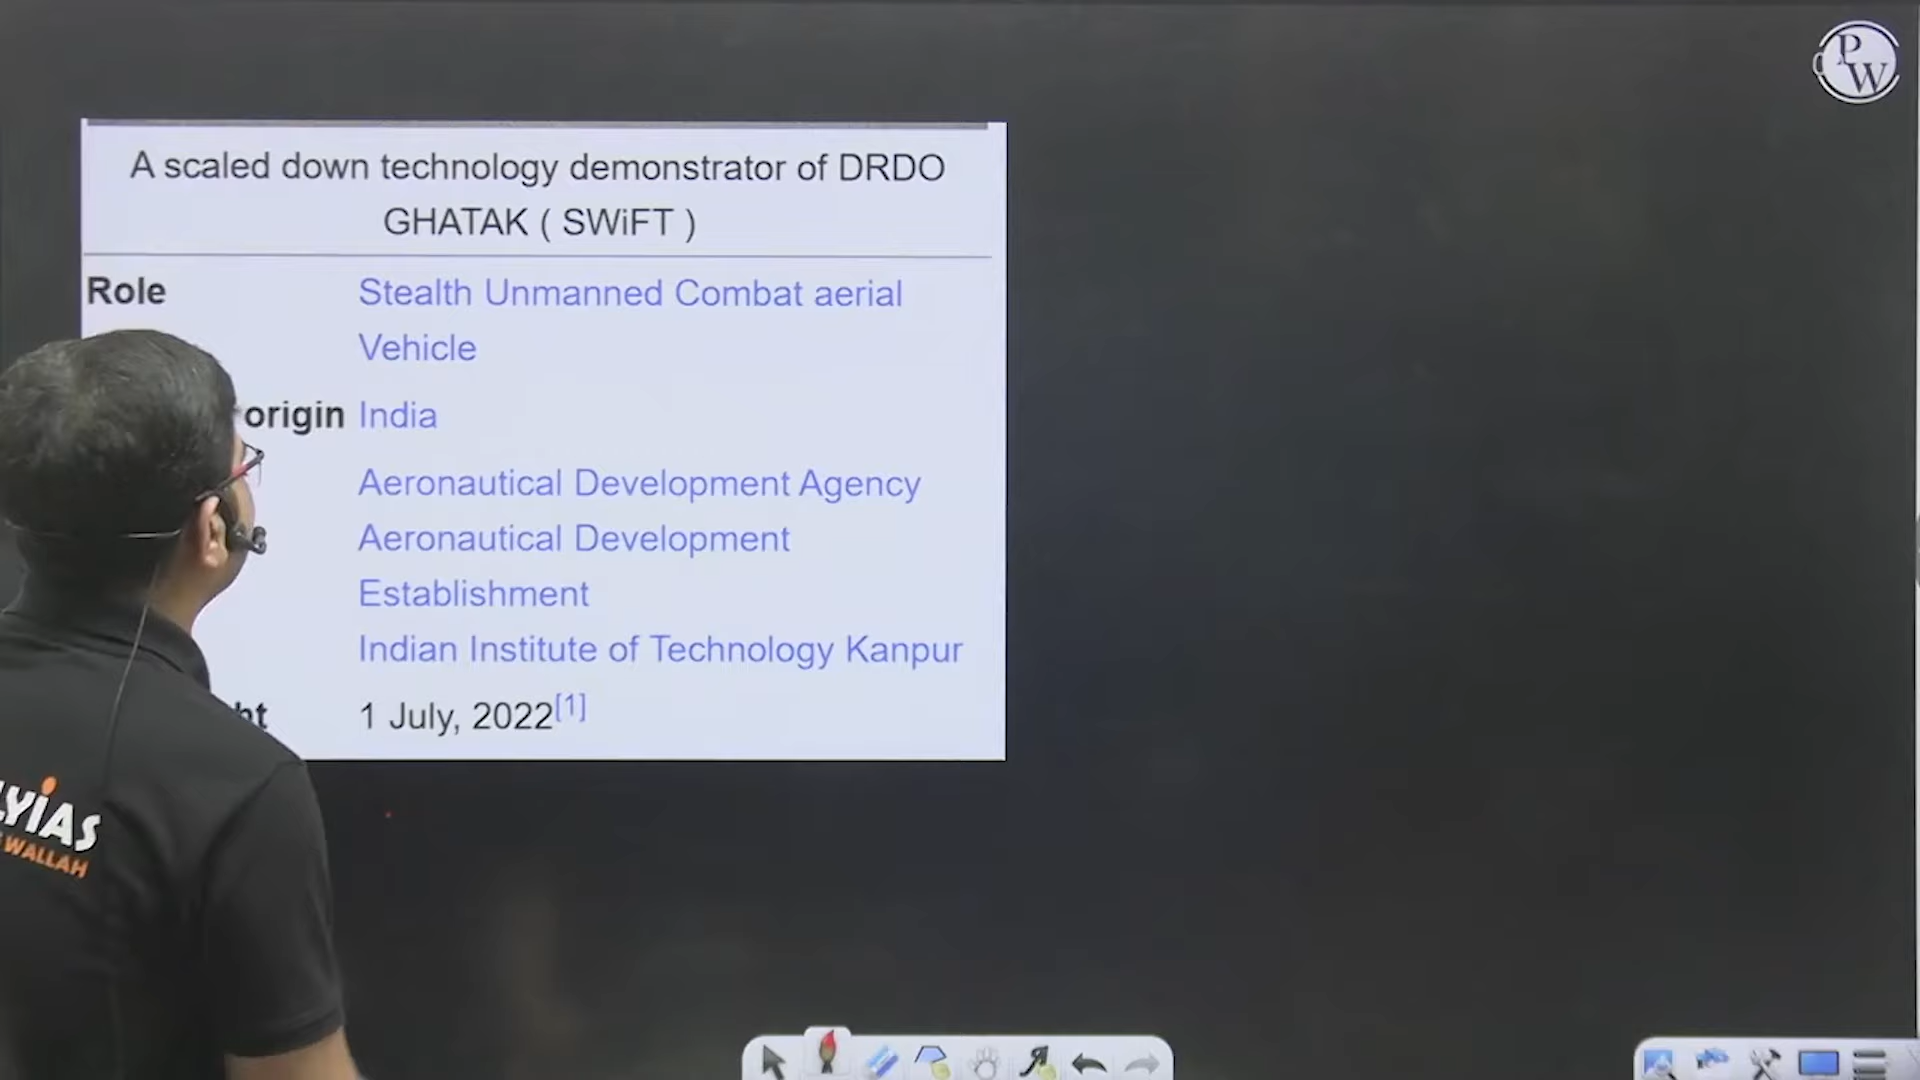 PW
A scaled down technology demonstrator of DRDO
GHATAK ( SWiFT )
Role Stealth Unmanned Combat aerial
Vehicle
origin India
Aeronautical Development Agency
Aeronautical Development
Establishment
Indian Institute of Technology Kanpur
1 July, 2022[1]
WALLAH